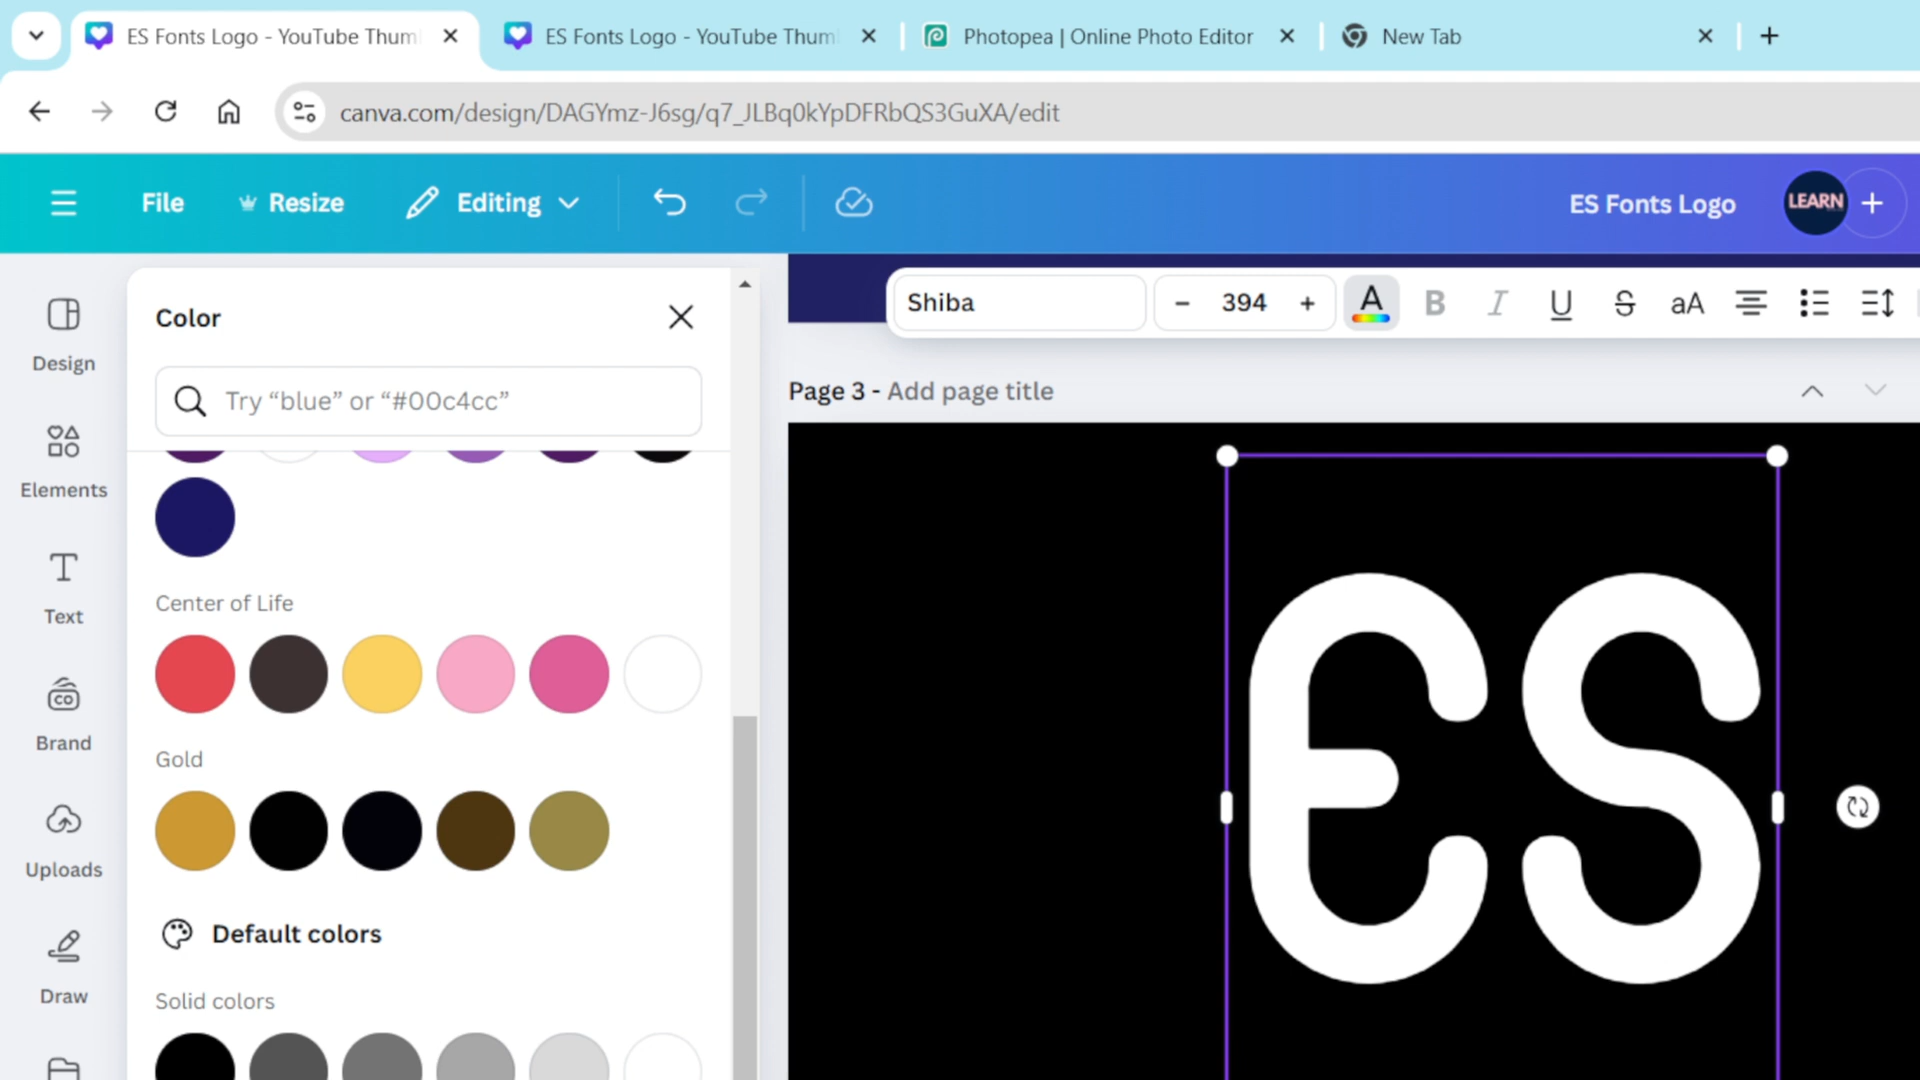 ES Fonts Logo - YouTube Thum
ES Fonts Logo - YouTube Thum
Photopea | Online Photo Editor
New Tab
canva.com/design/DAGYmz-J6sg/q7_JLBq0kYpDFRbQS3GuXA/edit
File
Resize
Editing
ES Fonts Logo
LEARN
Design
Elements
Text
Brand
Uploads
Draw
Color
Try “blue” or “#00c4cc”
Center of Life
Gold
Default colors
Solid colors
Shiba
- 394 +
A B I U S aA
Page 3 - Add page title
ES